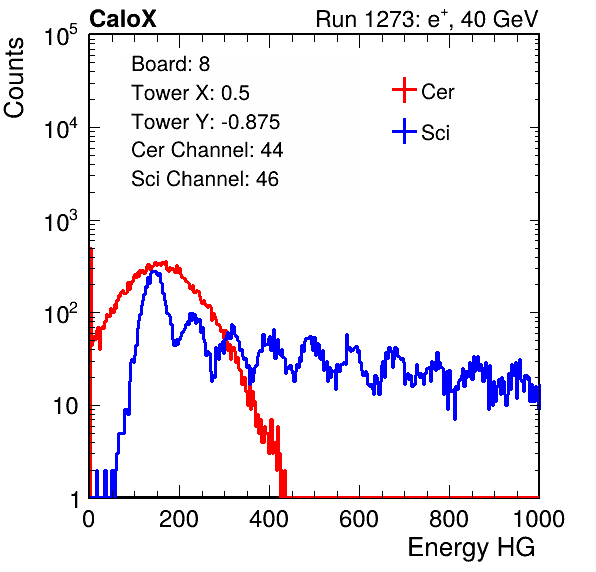 CaloX Run 1273: e⁺, 40 GeV
Counts
Board: 8
Tower X: 0.5
Tower Y: -0.875
Cer Channel: 44
Sci Channel: 46
Cer
Sci
10⁵
10⁴
10³
10²
10
1
0 200 400 600 800 1000
Energy HG